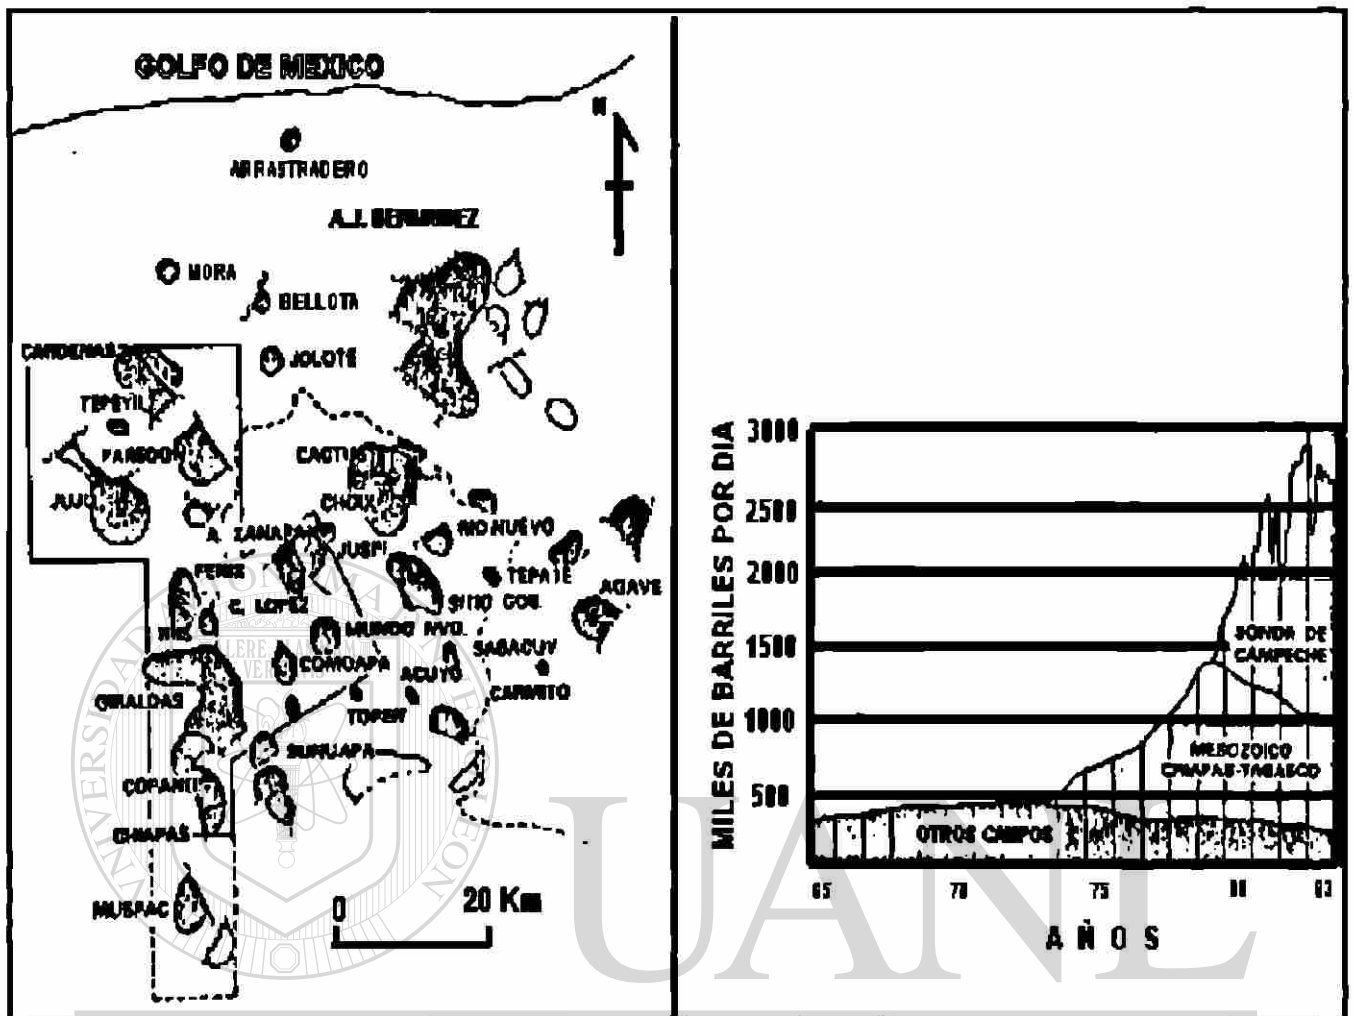 GOLFO DE MEXICO
N
ARRASTRADERO
A.J. BERMUDEZ
MORA
BELLOTA
CARDENAS
JOLOTE
TEPEYIL
PAREDON
CACTUS
JUJO
CHOIX
RIO NUEVO
A. ZANAPA
JUSPI
FENIX
TEPATE
AGAVE
C. LOPEZ
SITIO GDE.
IRIS
MUNDO NVO.
SABACUY
COMOAPA
ACUYO
CARMITO
GIRALDAS
TOPEN
SUNUAPA
COPANO
CHIAPAS
MUSPAC
0
20 Km
MILES DE BARRILES POR DIA
3000
2500
2000
1500
1000
500
SONDA DE
CAMPECHE
MESOZOICO
CHIAPAS-TABASCO
OTROS CAMPOS
65
70
75
80
83
AÑOS
UANL